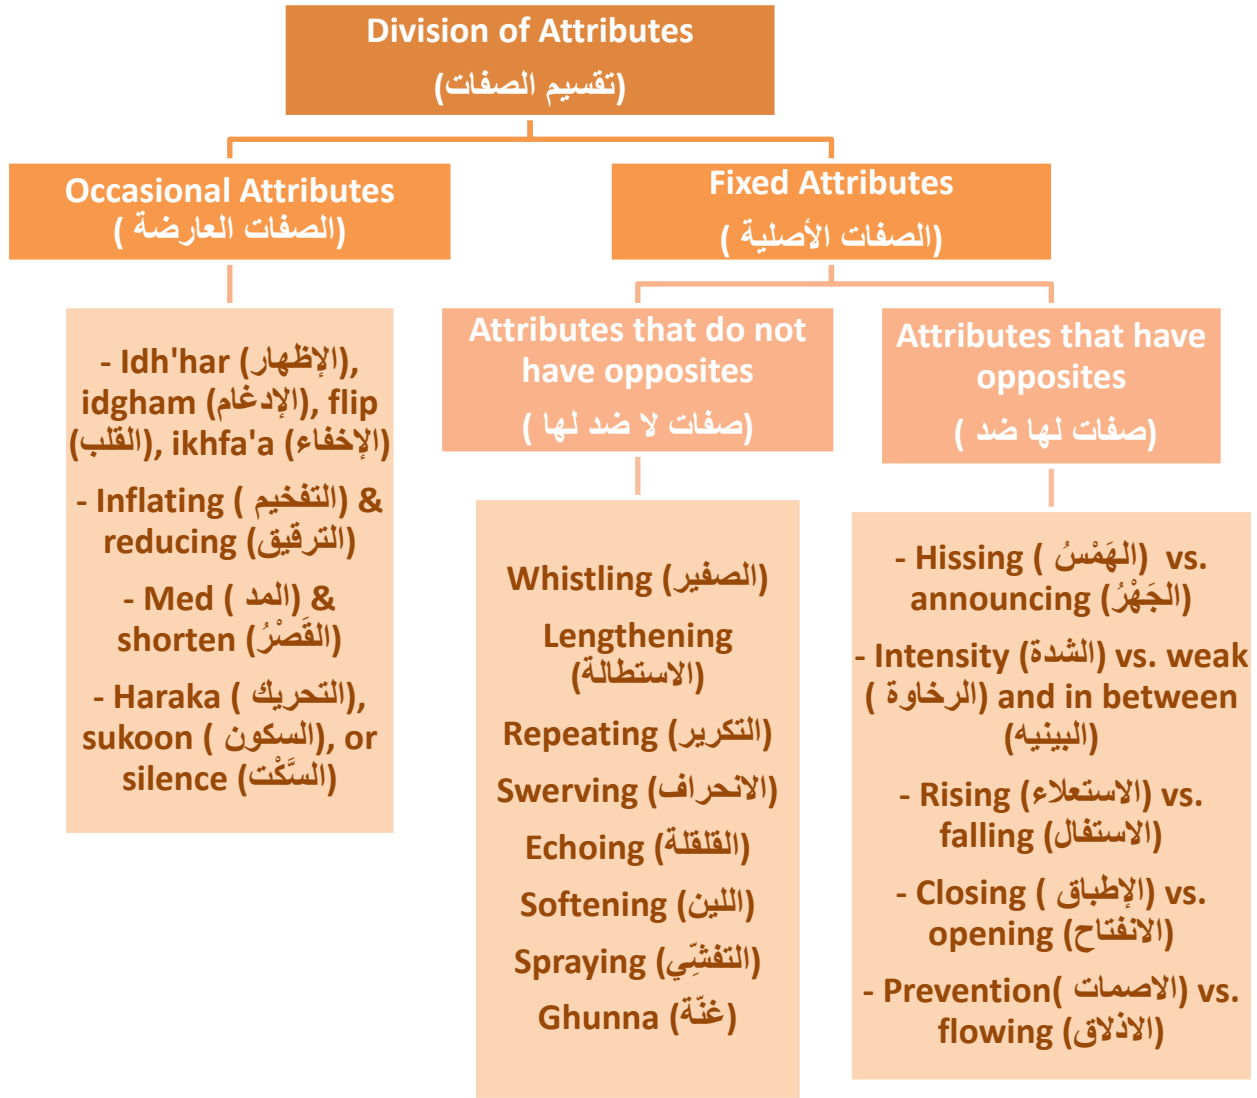 Division of Attributes
(تقسيم الصفات)
Occasional Attributes
(الصفات العارضة )
Fixed Attributes
(الصفات الأصلية )
- Idh'har (الإظهار),
idgham (الإدغام), flip
(القلب), ikhfa'a (الإخفاء)
- Inflating ( التفخيم) &
reducing (الترقيق)
- Med ( المد) &
shorten (القَصْرُ)
- Haraka ( التحريك),
sukoon ( السكون), or
silence (السَّكْت)
Attributes that do not
have opposites
(صفات لا ضد لها )
Whistling (الصفير)
Lengthening
(الاستطالة)
Repeating (التكرير)
Swerving (الانحراف)
Echoing (القلقلة)
Softening (اللين)
Spraying (التفشِّي)
Ghunna (غنّة)
Attributes that have
opposites
(صفات لها ضد )
- Hissing ( الهَمْسُ) vs.
announcing (الجَهْرُ)
- Intensity (الشدة) vs. weak
( الرخاوة) and in between
(البينيه)
- Rising (الاستعلاء) vs.
falling (الاستفال)
- Closing ( الإطباق) vs.
opening (الانفتاح)
- Prevention( الاصمات) vs.
flowing (الاذلاق)